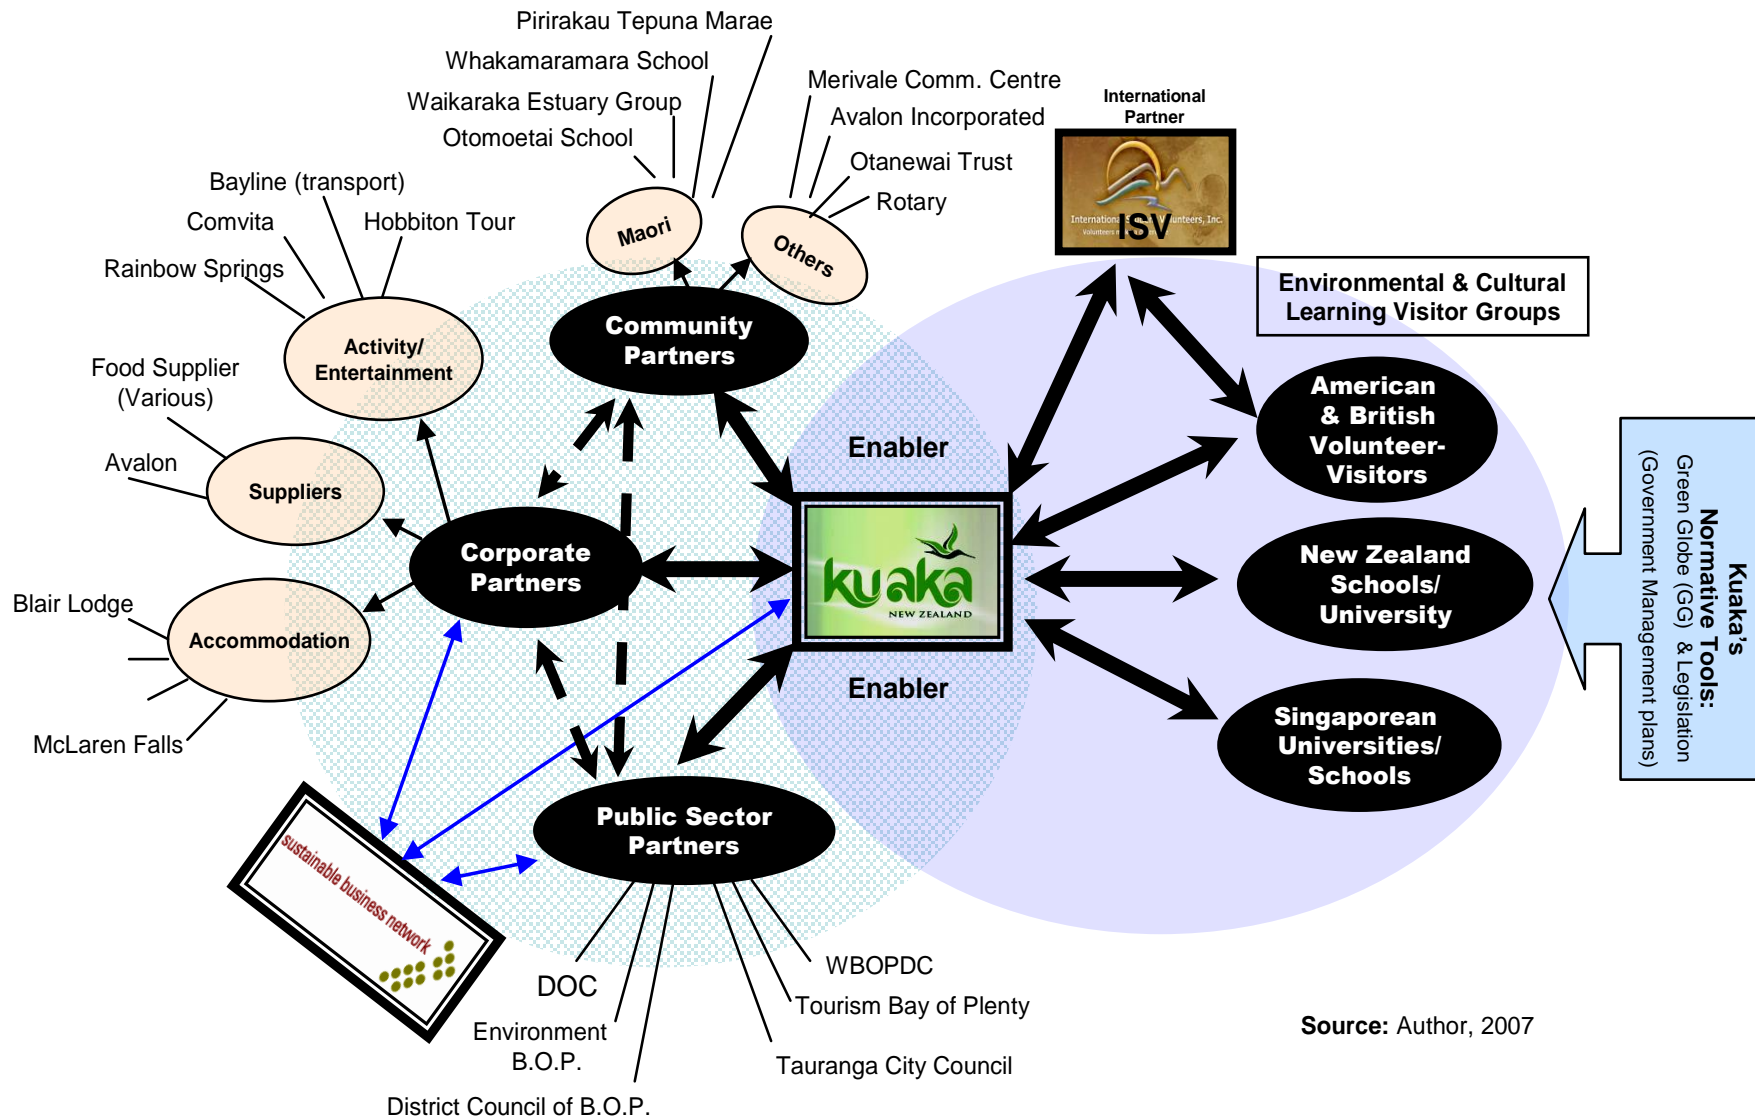 Pirirakau Tepuna Marae
Whakamaramara School
Waikaraka Estuary Group
Otomoetai School
Merivale Comm. Centre
Avalon Incorporated
Otanewai Trust
Rotary
International
Partner
International Student Volunteers, Inc.
ISV
Bayline (transport)
Comvita
Hobbiton Tour
Rainbow Springs
Maori
Others
Environmental & Cultural
Learning Visitor Groups
Community
Partners
Activity/
Entertainment
Food Supplier
(Various)
Avalon
Suppliers
American
& British
Volunteer-
Visitors
Enabler
Corporate
Partners
kuaka
NEW ZEALAND
New Zealand
Schools/
University
Kuaka's
Normative Tools:
Green Globe (GG) & Legislation
(Government Management plans)
Blair Lodge
Accommodation
McLaren Falls
Enabler
Singaporean
Universities/
Schools
Public Sector
Partners
sustainable business network
DOC
Environment
B.O.P.
District Council of B.O.P.
WBOPDC
Tourism Bay of Plenty
Tauranga City Council
Source: Author, 2007